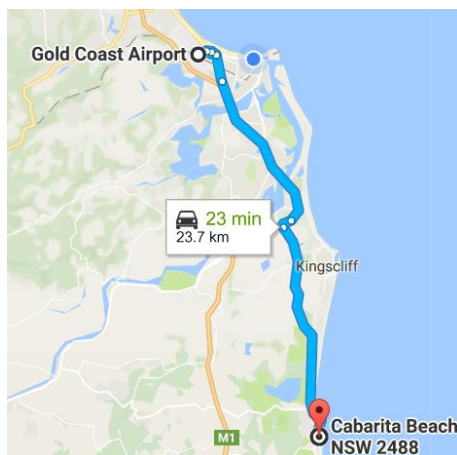 Gold Coast Airport
23 min
23.7 km
Kingscliff
M1
Cabarita Beach
NSW 2488